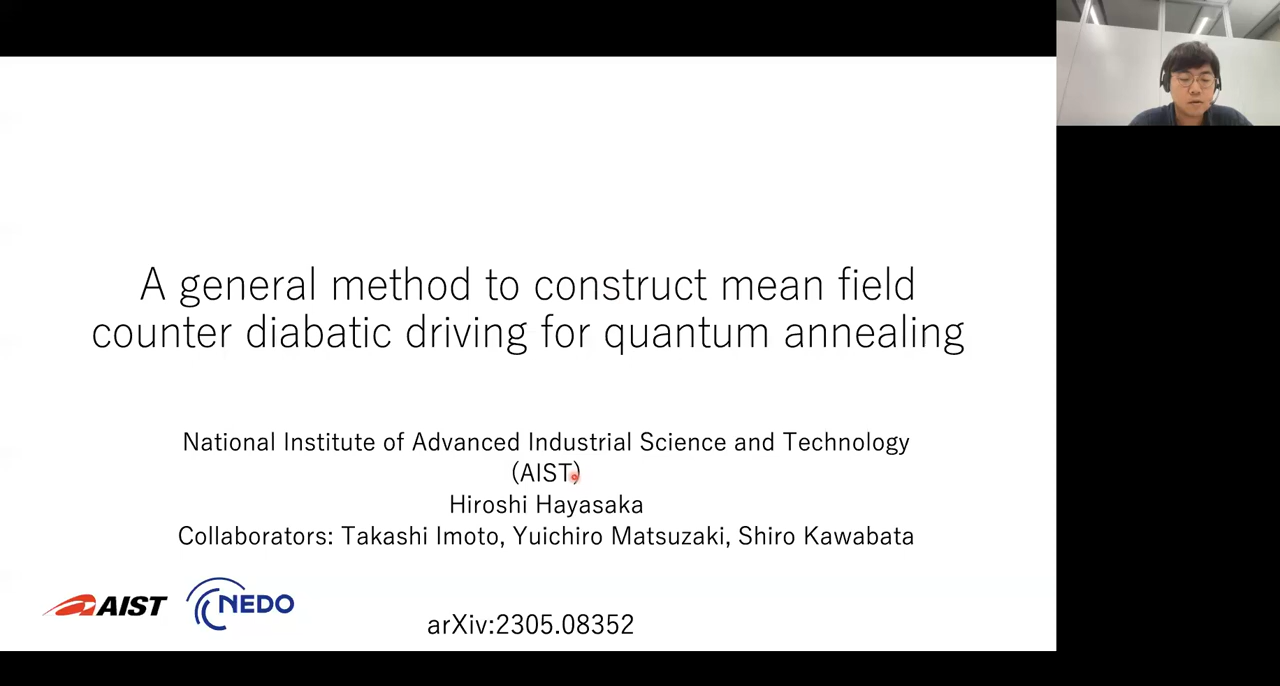 A general method to construct mean field
counter diabatic driving for quantum annealing
National Institute of Advanced Industrial Science and Technology
(AIST)
Hiroshi Hayasaka
Collaborators: Takashi Imoto, Yuichiro Matsuzaki, Shiro Kawabata
AIST
NEDO
arXiv:2305.08352